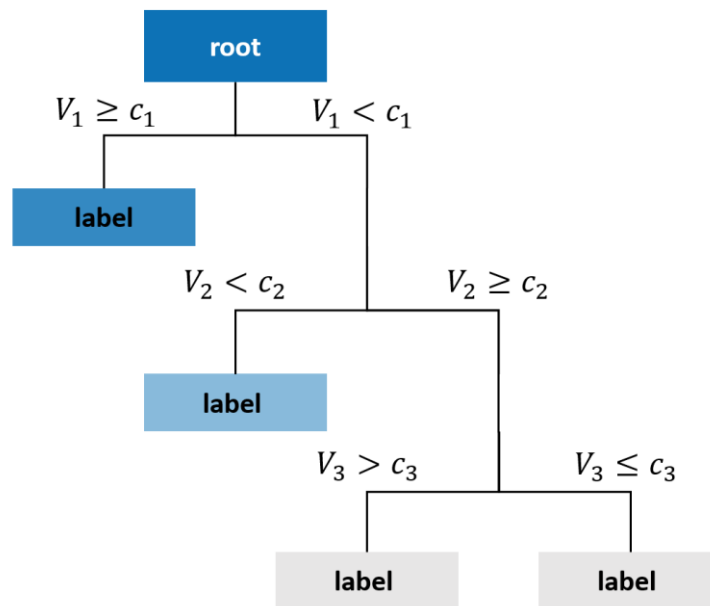 root
V₁ ≥ c₁ V₁ < c₁
label
V₂ < c₂ V₂ ≥ c₂
label
V₃ > c₃ V₃ ≤ c₃
label label